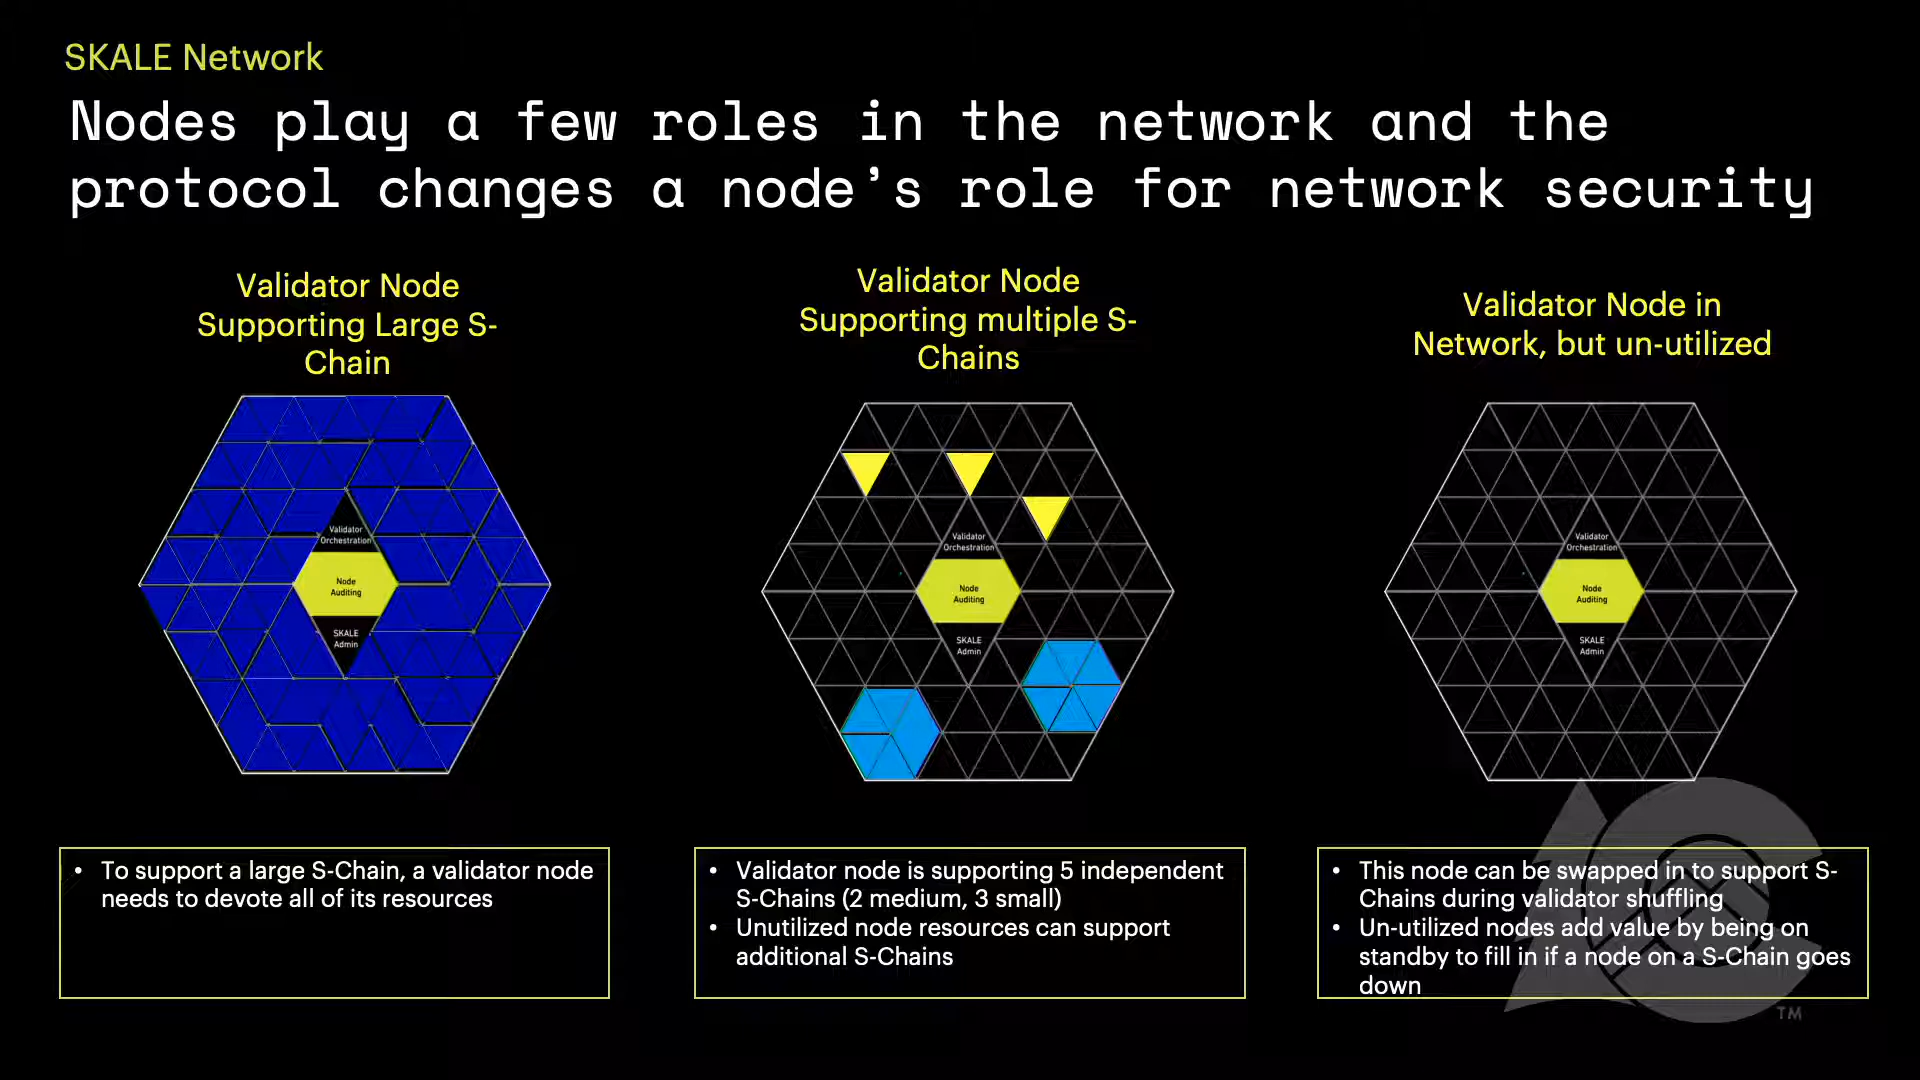 SKALE Network
Nodes play a few roles in the network and the
protocol changes a node's role for network security
Validator Node
Supporting Large S-
Chain
Validator
Orchestration
Node
Auditing
SKALE
Admin
• To support a large S-Chain, a validator node
needs to devote all of its resources
Validator Node
Supporting multiple S-
Chains
Validator
Orchestration
Node
Auditing
SKALE
Admin
• Validator node is supporting 5 independent
S-Chains (2 medium, 3 small)
• Unutilized node resources can support
additional S-Chains
Validator Node in
Network, but un-utilized
Validator
Orchestration
Node
Auditing
SKALE
Admin
• This node can be swapped in to support S-
Chains during validator shuffling
• Un-utilized nodes add value by being on
standby to fill in if a node on a S-Chain goes
down
TM